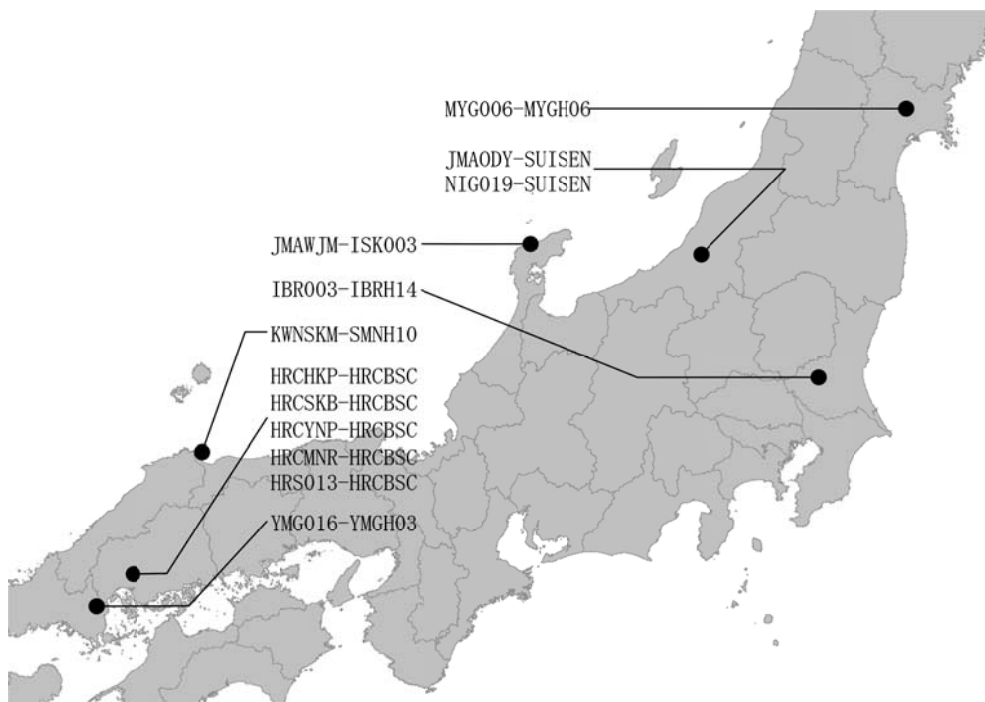 MYG006-MYGH06
JMAODY-SUISEN
NIG019-SUISEN
JMAWJM-ISK003
IBR003-IBRH14
KWNSKM-SMNH10
HRCHKP-HRCBSC
HRCSKB-HRCBSC
HRCYNP-HRCBSC
HRCMNR-HRCBSC
HRS013-HRCBSC
YMG016-YMGH03